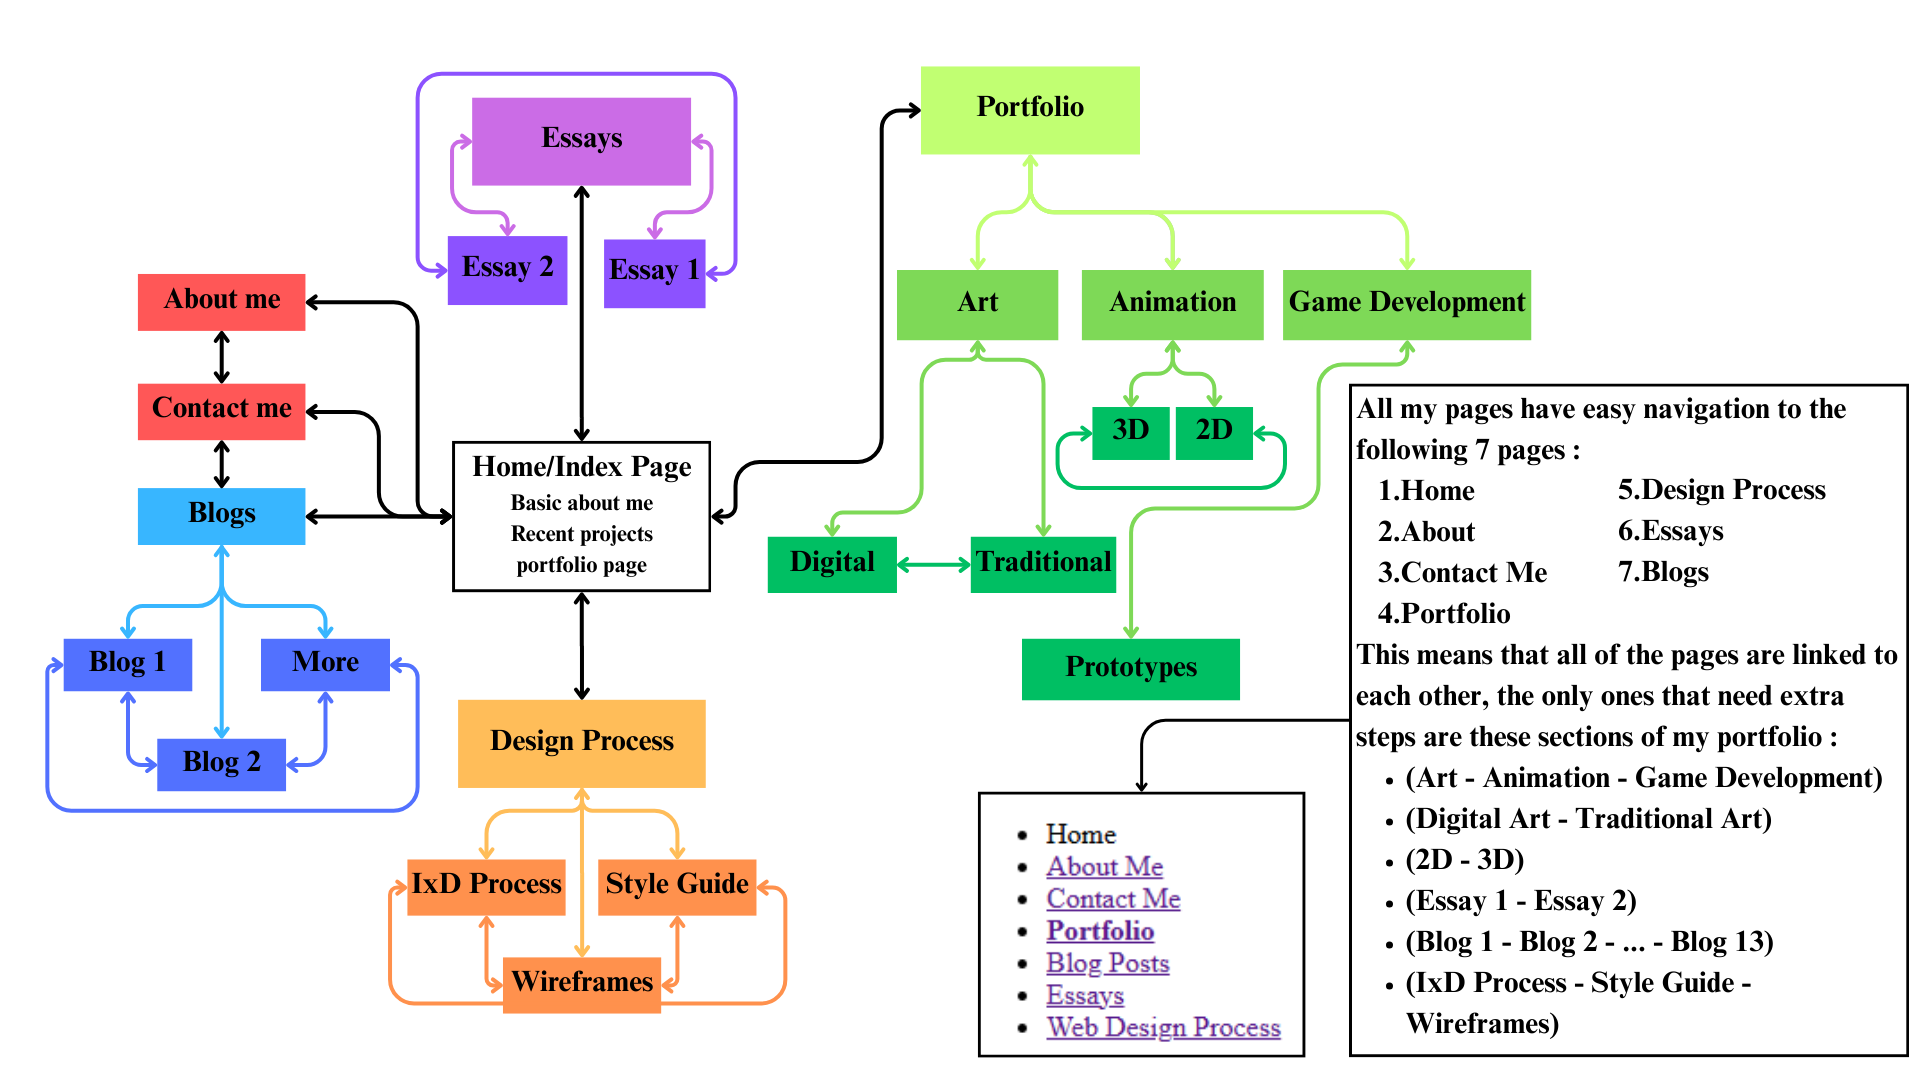 Portfolio
Essays
Essay 2
Essay 1
About me
Contact me
Blogs
Home/Index Page
Basic about me
Recent projects
portfolio page
Art
Animation
Game Development
3D
2D
Digital
Traditional
Prototypes
Blog 1
More
Blog 2
Design Process
IxD Process
Style Guide
Wireframes
All my pages have easy navigation to the
following 7 pages :
1.Home
2.About
3.Contact Me
4.Portfolio
5.Design Process
6.Essays
7.Blogs
This means that all of the pages are linked to
each other, the only ones that need extra
steps are these sections of my portfolio :
• (Art - Animation - Game Development)
• (Digital Art - Traditional Art)
• (2D - 3D)
• (Essay 1 - Essay 2)
• (Blog 1 - Blog 2 - ... - Blog 13)
• (IxD Process - Style Guide -
Wireframes)
• Home
• About Me
• Contact Me
• Portfolio
• Blog Posts
• Essays
• Web Design Process